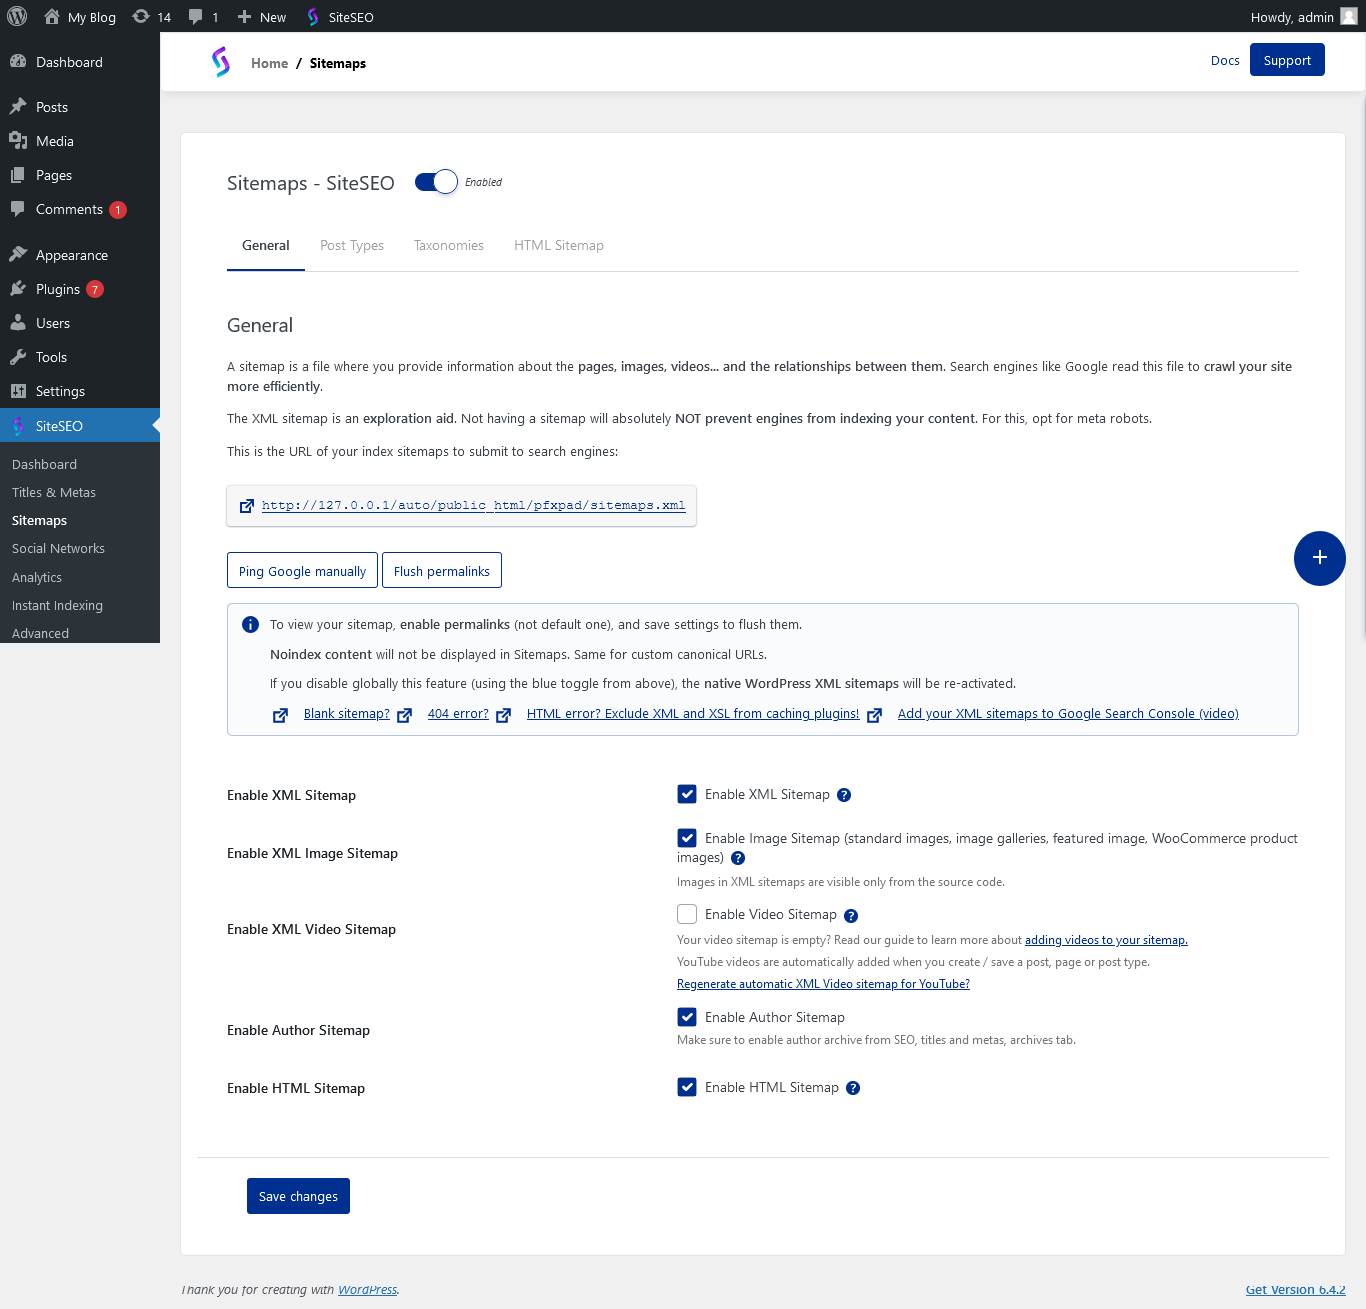 My Blog 14 1 New SiteSEO Howdy, admin
Dashboard
Posts
Media
Pages
Comments 1
Appearance
Plugins 7
Users
Tools
Settings
SiteSEO
Dashboard
Titles & Metas
Sitemaps
Social Networks
Analytics
Instant Indexing
Advanced
Home / Sitemaps
Docs Support
Sitemaps - SiteSEO Enabled
General Post Types Taxonomies HTML Sitemap
General
A sitemap is a file where you provide information about the pages, images, videos... and the relationships between them. Search engines like Google read this file to crawl your site
more efficiently.
The XML sitemap is an exploration aid. Not having a sitemap will absolutely NOT prevent engines from indexing your content. For this, opt for meta robots.
This is the URL of your index sitemaps to submit to search engines:
http://127.0.0.1/auto/public_html/pfxpad/sitemaps.xml
Ping Google manually Flush permalinks
+
To view your sitemap, enable permalinks (not default one), and save settings to flush them.
Noindex content will not be displayed in Sitemaps. Same for custom canonical URLs.
If you disable globally this feature (using the blue toggle from above), the native WordPress XML sitemaps will be re-activated.
Blank sitemap? 404 error? HTML error? Exclude XML and XSL from caching plugins! Add your XML sitemaps to Google Search Console (video)
Enable XML Sitemap Enable XML Sitemap ?
Enable XML Image Sitemap
Enable Image Sitemap (standard images, image galleries, featured image, WooCommerce product
images) ?
Images in XML sitemaps are visible only from the source code.
Enable XML Video Sitemap
Enable Video Sitemap ?
Your video sitemap is empty? Read our guide to learn more about adding videos to your sitemap.
YouTube videos are automatically added when you create / save a post, page or post type.
Regenerate automatic XML Video sitemap for YouTube?
Enable Author Sitemap
Enable Author Sitemap
Make sure to enable author archive from SEO, titles and metas, archives tab.
Enable HTML Sitemap Enable HTML Sitemap ?
Save changes
Thank you for creating with WordPress. Get Version 6.4.2